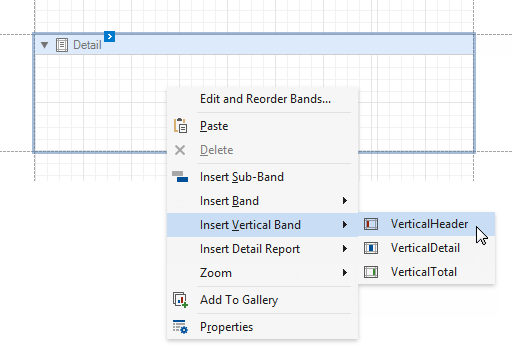 Detail
Edit and Reorder Bands...
Paste
Delete
Insert Sub-Band
Insert Band
Insert Vertical Band
VerticalHeader
Insert Detail Report
VerticalDetail
Zoom
VerticalTotal
Add To Gallery
Properties